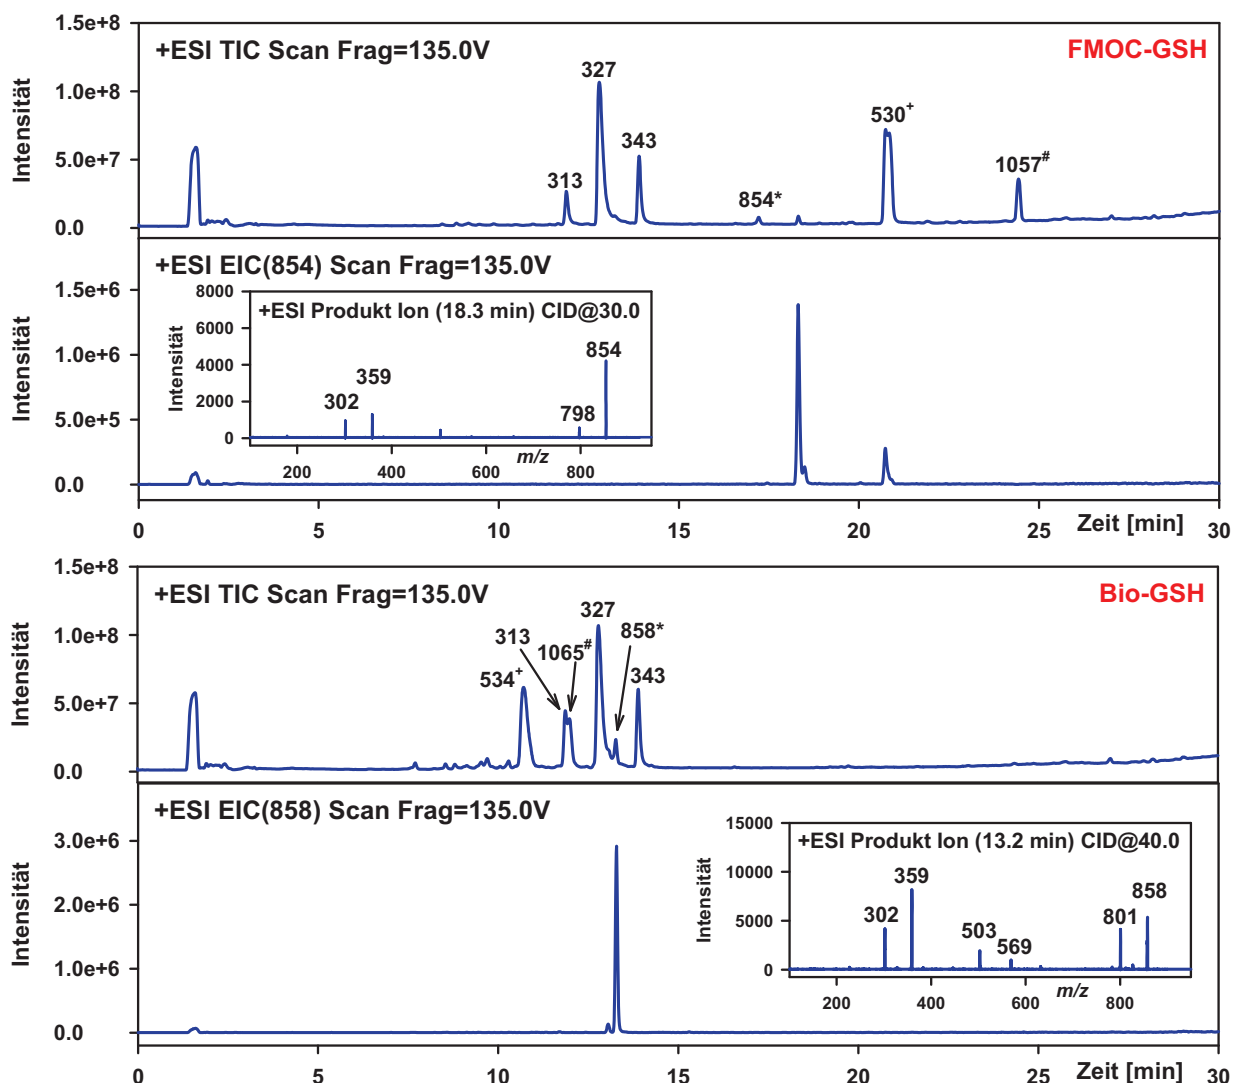 +ESI TIC Scan Frag=135.0V
FMOC-GSH
Intensität
1.5e+8
1.0e+8
5.0e+7
0.0
313
327
343
854*
530⁺
1057#
+ESI EIC(854) Scan Frag=135.0V
Intensität
1.5e+6
1.0e+6
5.0e+5
0.0
+ESI Produkt Ion (18.3 min) CID@30.0
Intensität
8000
6000
4000
2000
0
302
359
798
854
200 400 600 800
m/z
0 5 10 15 20 25 30
Zeit [min]
+ESI TIC Scan Frag=135.0V
Bio-GSH
Intensität
1.5e+8
1.0e+8
5.0e+7
0.0
534⁺
313
1065#
327
858*
343
+ESI EIC(858) Scan Frag=135.0V
Intensität
3.0e+6
2.0e+6
1.0e+6
0.0
+ESI Produkt Ion (13.2 min) CID@40.0
Intensität
15000
10000
5000
0
302
359
503
569
801
858
200 400 600 800
m/z
0 5 10 15 20 25 30
Zeit [min]